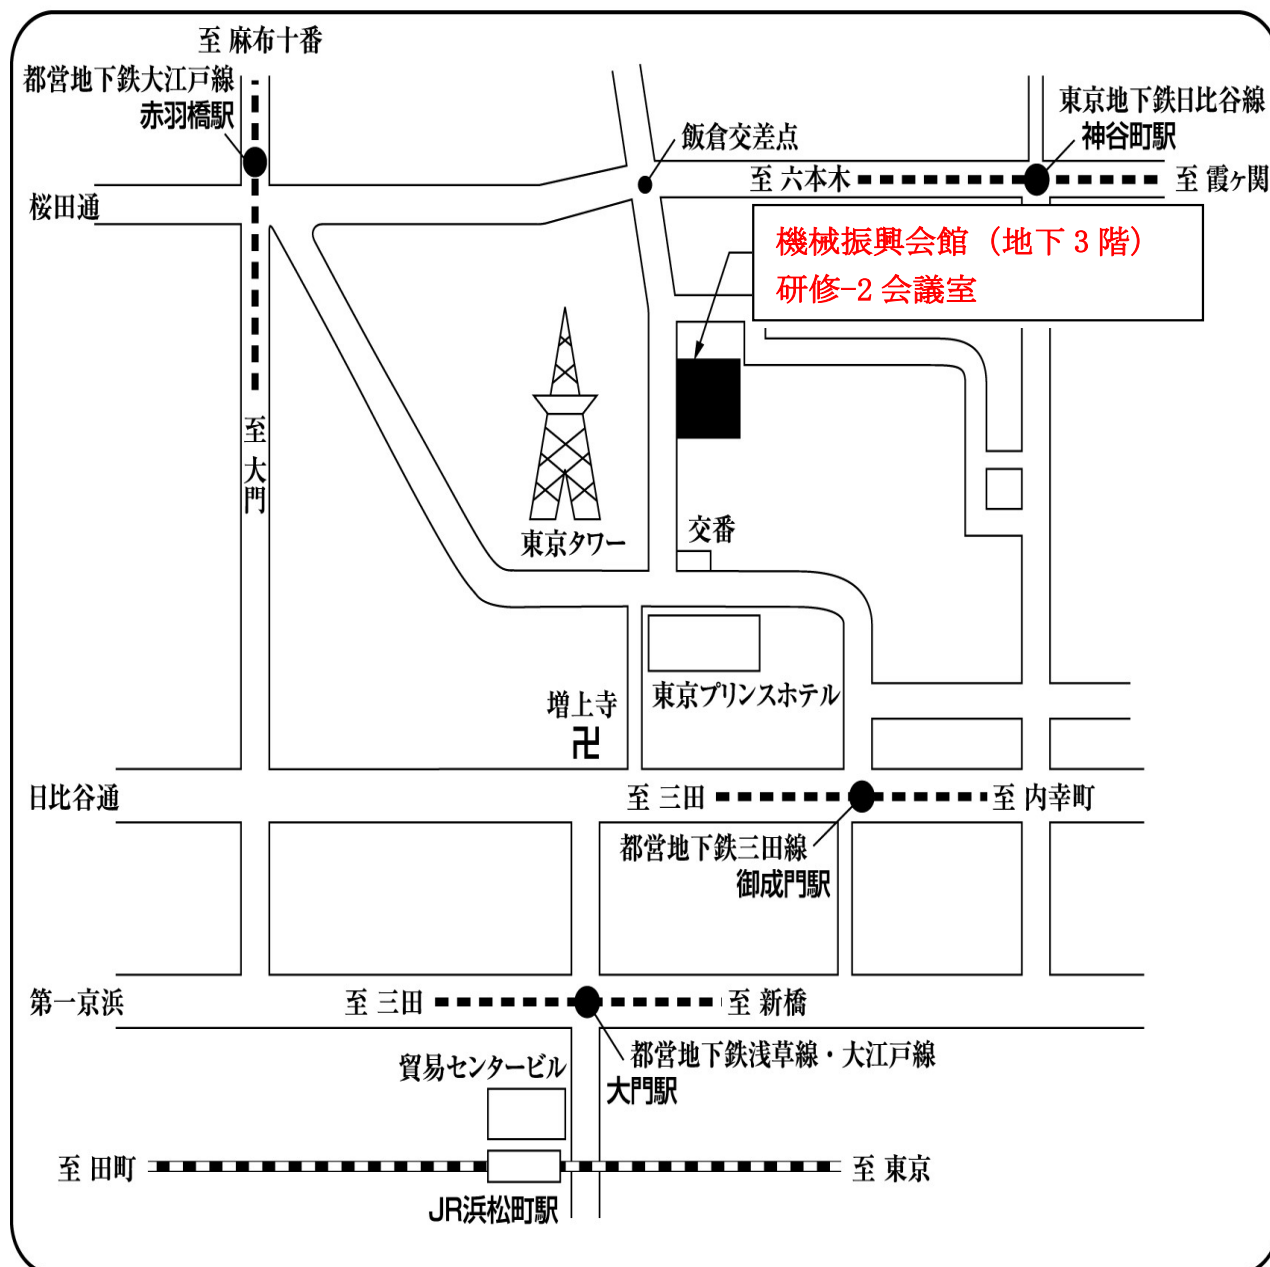 至 麻布十番
都営地下鉄大江戸線
赤羽橋駅
東京地下鉄日比谷線
神谷町駅
飯倉交差点
至 六本木
至 霞ヶ関
桜田通
機械振興会館（地下3階）
研修-2会議室
至 大門
東京タワー
交番
増上寺
卍
東京プリンスホテル
日比谷通
至 三田
至 内幸町
都営地下鉄三田線
御成門駅
第一京浜
至 三田
至 新橋
都営地下鉄浅草線・大江戸線
大門駅
貿易センタービル
至 田町
至 東京
JR浜松町駅